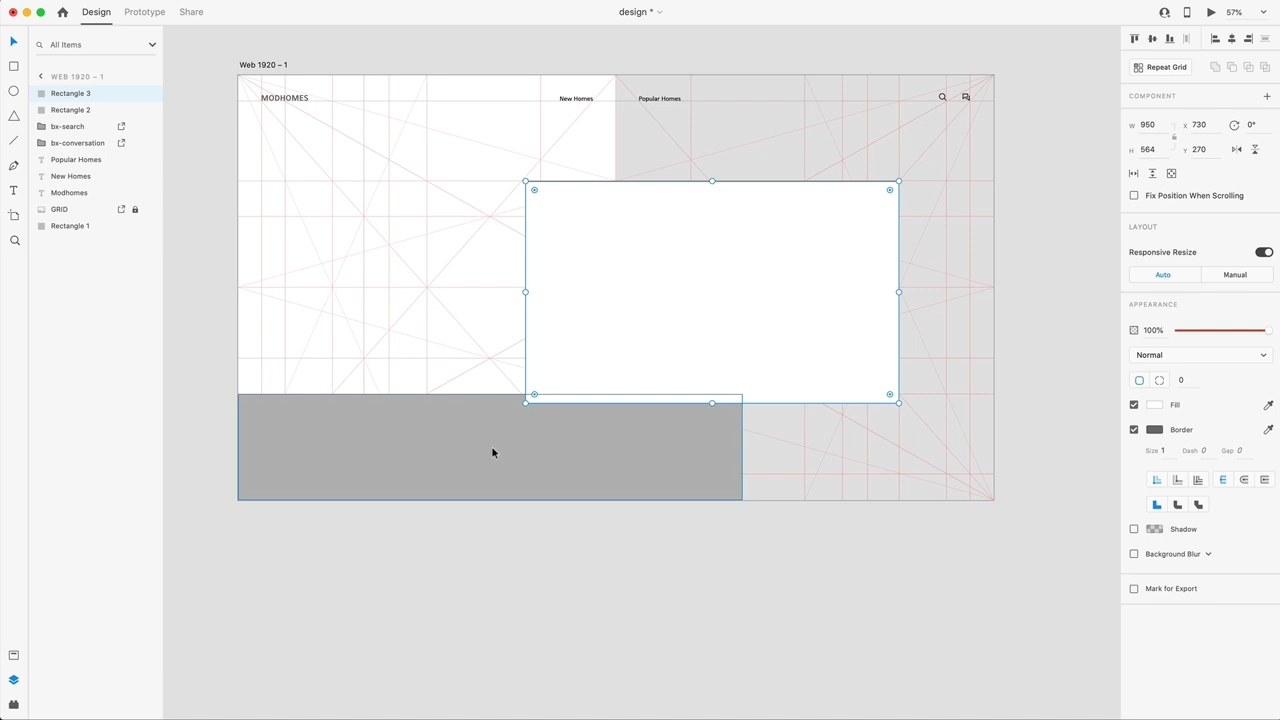 Design
Prototype
Share
design *
57%
All Items
WEB 1920 – 1
Rectangle 3
Rectangle 2
bx-search
bx-conversation
Popular Homes
New Homes
Modhomes
GRID
Rectangle 1
Web 1920 – 1
MODHOMES
New Homes
Popular Homes
Repeat Grid
COMPONENT
W 950 X 730 0°
H 564 Y 270
Fix Position When Scrolling
LAYOUT
Responsive Resize
Auto
Manual
APPEARANCE
100%
Normal
0
Fill
Border
Size 1 Dash 0 Gap 0
Shadow
Background Blur
Mark for Export